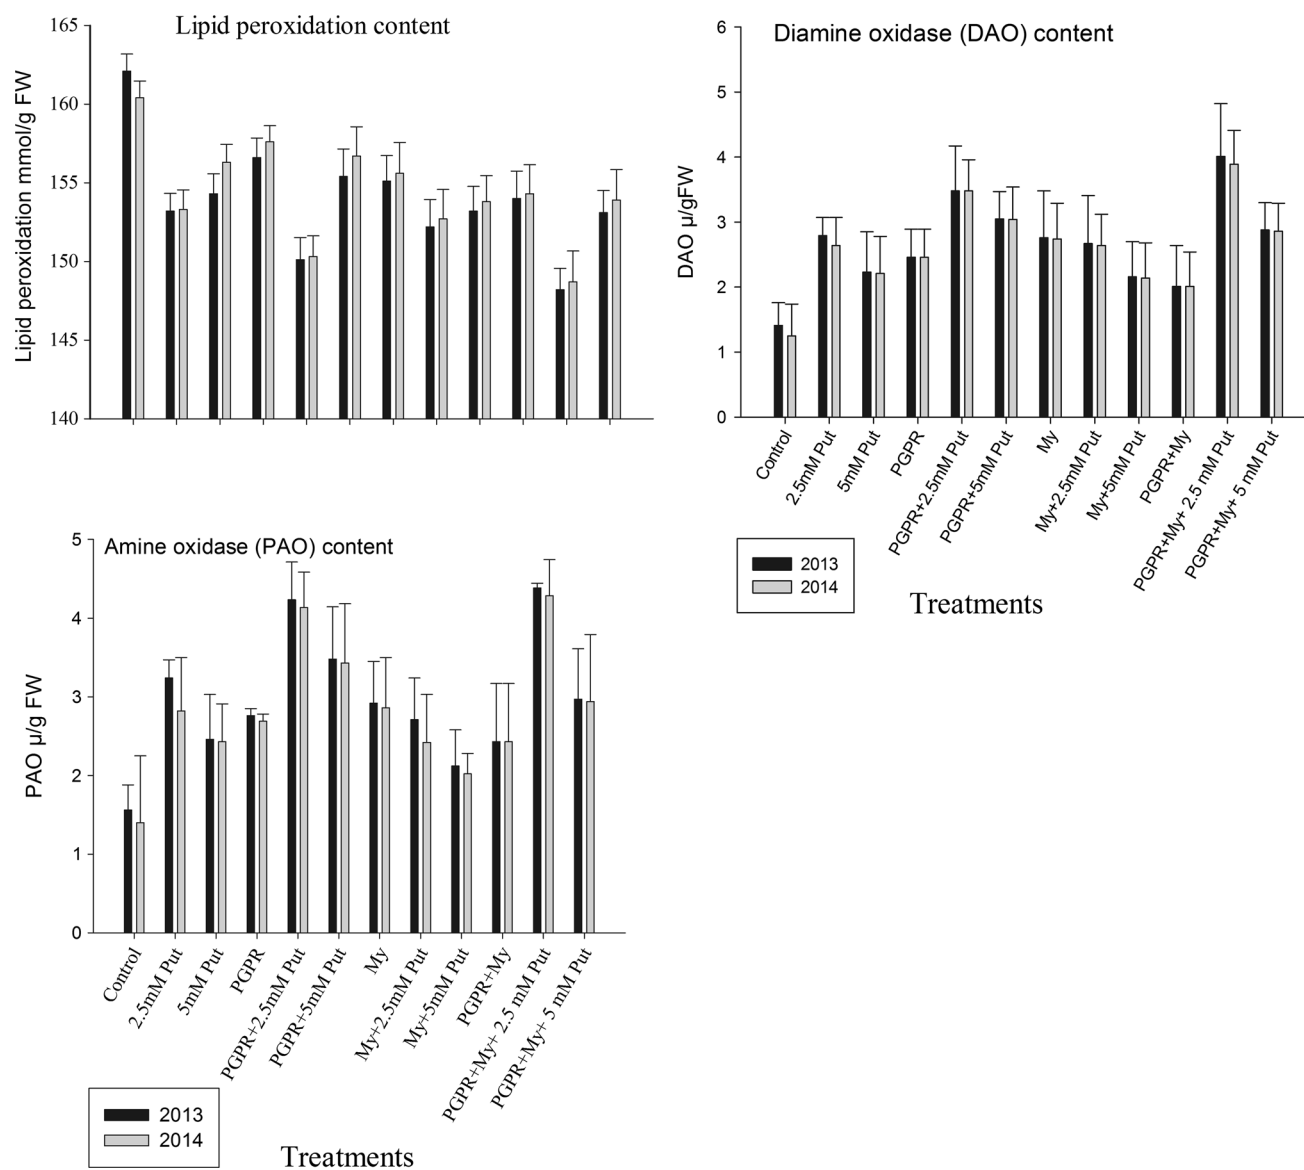 Lipid peroxidation content
Lipid peroxidation mmol/g FW
165
160
155
150
145
140
Diamine oxidase (DAO) content
DAO µ/gFW
6
5
4
3
2
1
0
Control
2.5mM Put
5mM Put
PGPR
PGPR+2.5mM Put
PGPR+5mM Put
My
My+2.5mM Put
My+5mM Put
PGPR+My
PGPR+My+ 2.5 mM Put
PGPR+My+ 5 mM Put
2013
2014
Treatments
Amine oxidase (PAO) content
PAO µ/g FW
5
4
3
2
1
0
Control
2.5mM Put
5mM Put
PGPR
PGPR+2.5mM Put
PGPR+5mM Put
My
My+2.5mM Put
My+5mM Put
PGPR+My
PGPR+My+ 2.5 mM Put
PGPR+My+ 5 mM Put
2013
2014
Treatments